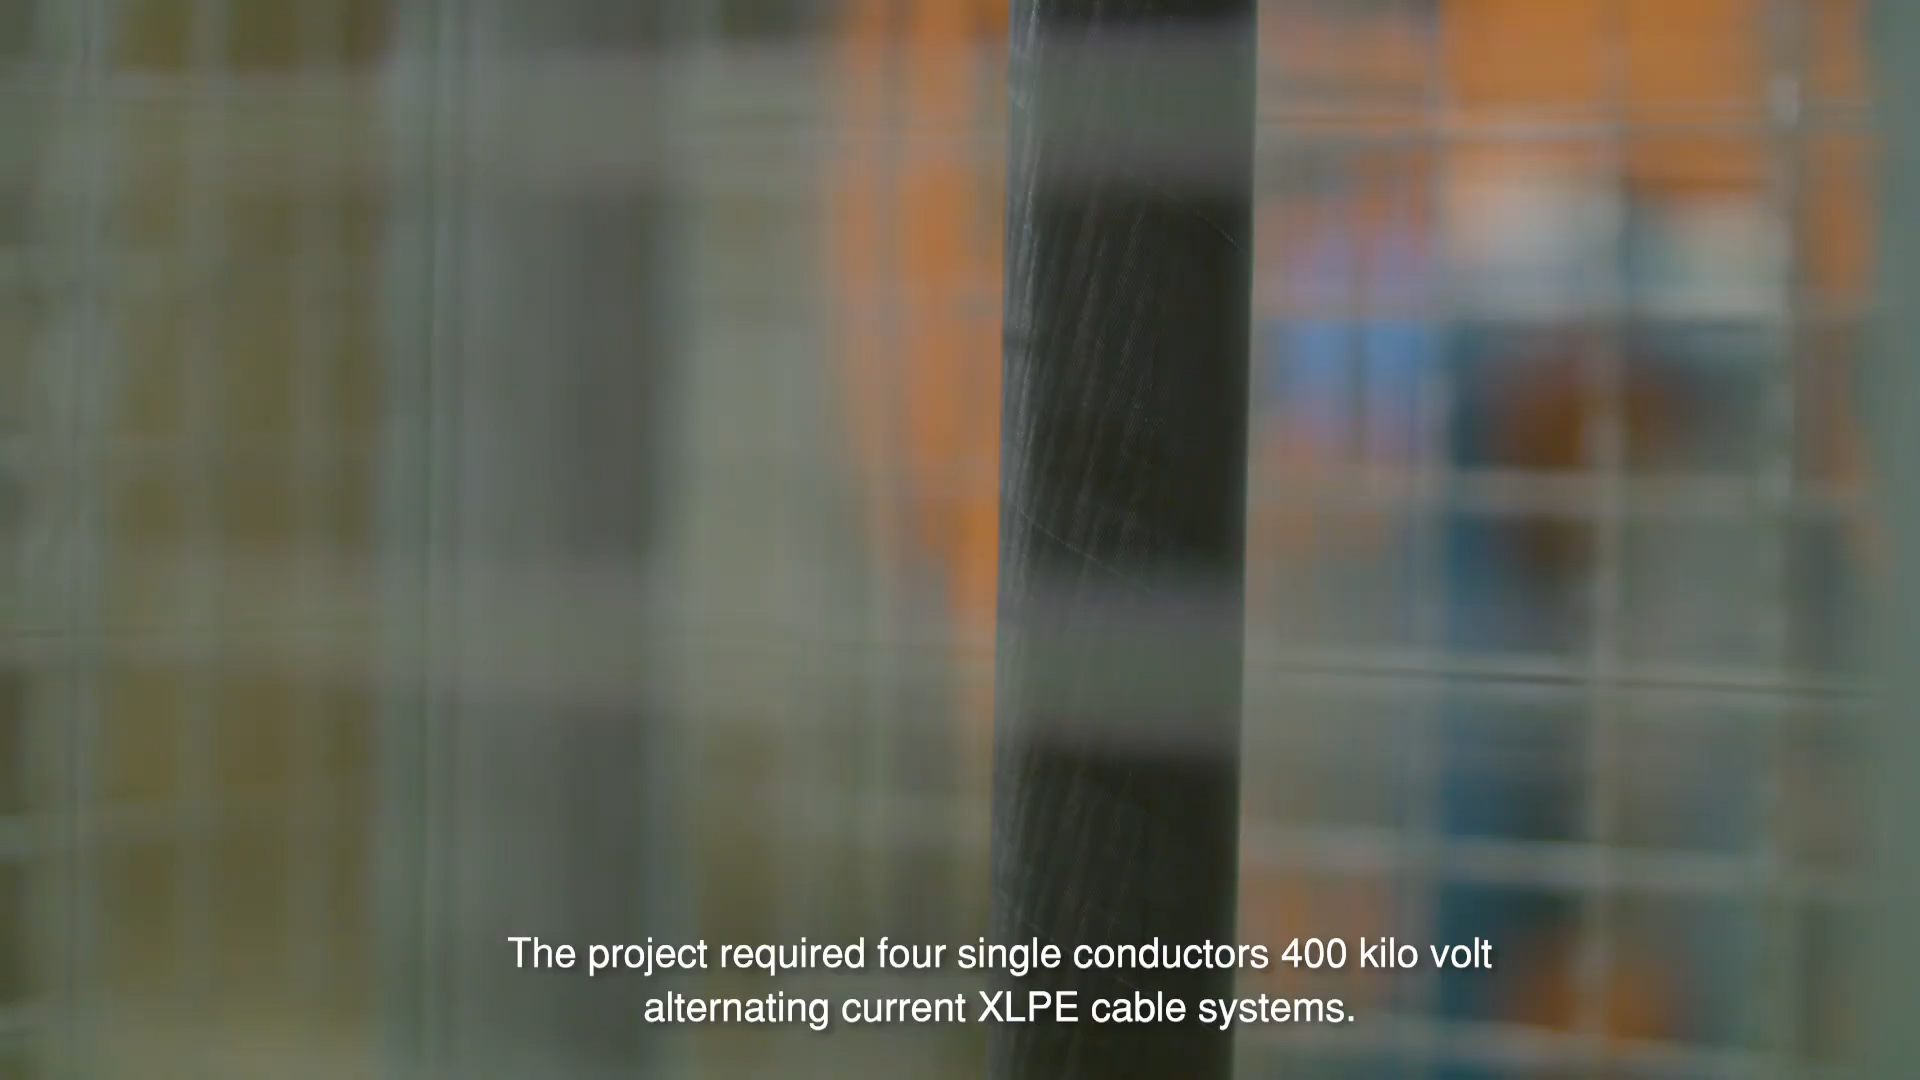 The project required four single conductors 400 kilo volt
alternating current XLPE cable systems.